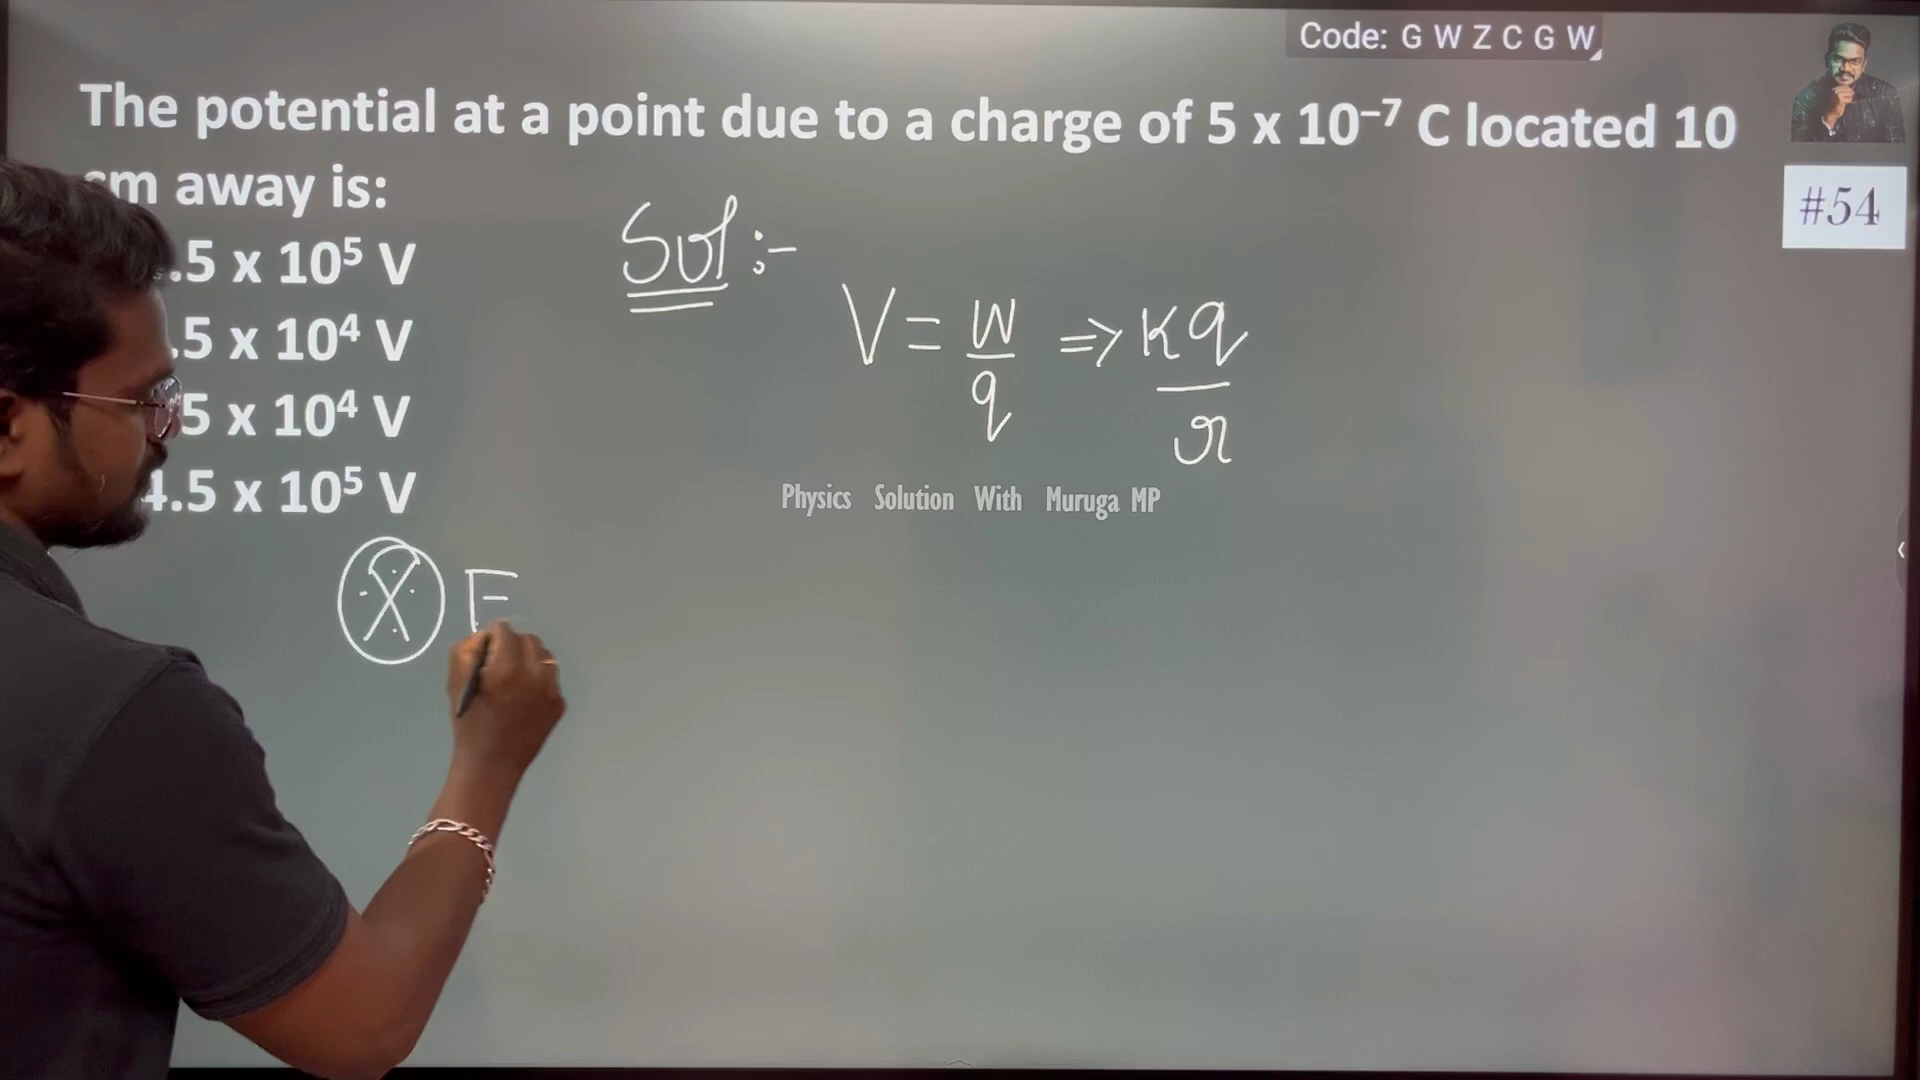 Code: G W Z C G W
The potential at a point due to a charge of 5 x 10⁻⁷ C located 10
cm away is:
#54
.5 x 10⁵ V
.5 x 10⁴ V
5 x 10⁴ V
4.5 x 10⁵ V
Sol :-
V = W/q => Kq/r
Physics Solution With Muruga MP
X F